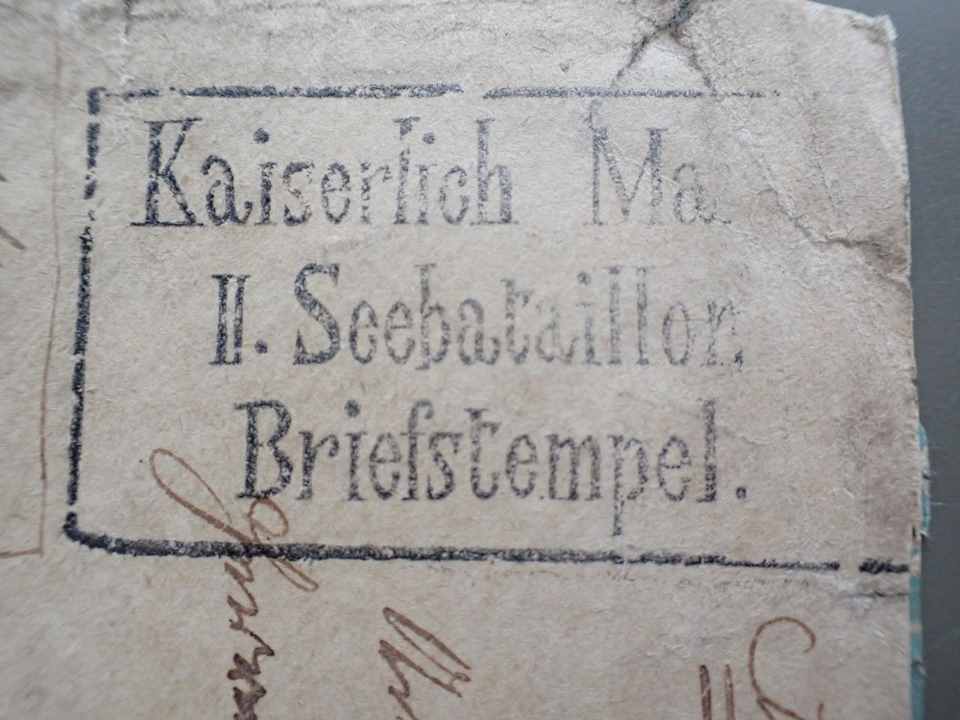 Kaiserlich Ma
II. Seebataillon
Briefstempel.